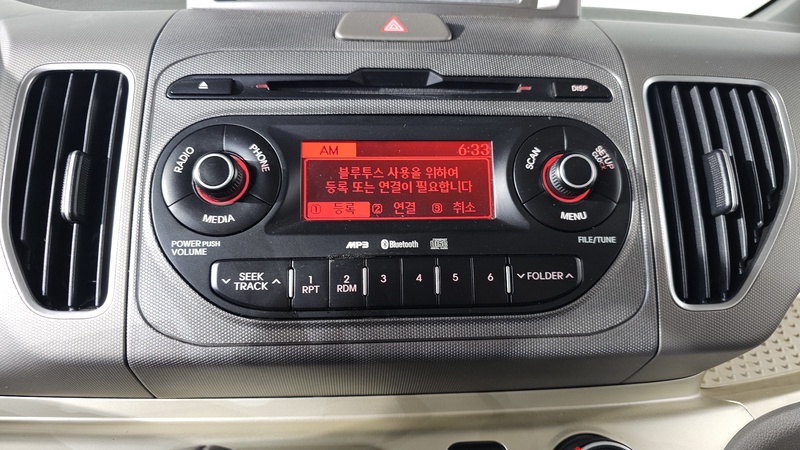 DISP
RADIO
PHONE
MEDIA
AM 6:33
블루투스 사용을 위하여
등록 또는 연결이 필요합니다
① 등록 ② 연결 ③ 취소
SCAN
SETUP
CLOCK
MENU
POWER PUSH
VOLUME
MP3 Bluetooth
FILE/TUNE
SEEK
TRACK
1
RPT
2
RDM
3
4
5
6
FOLDER